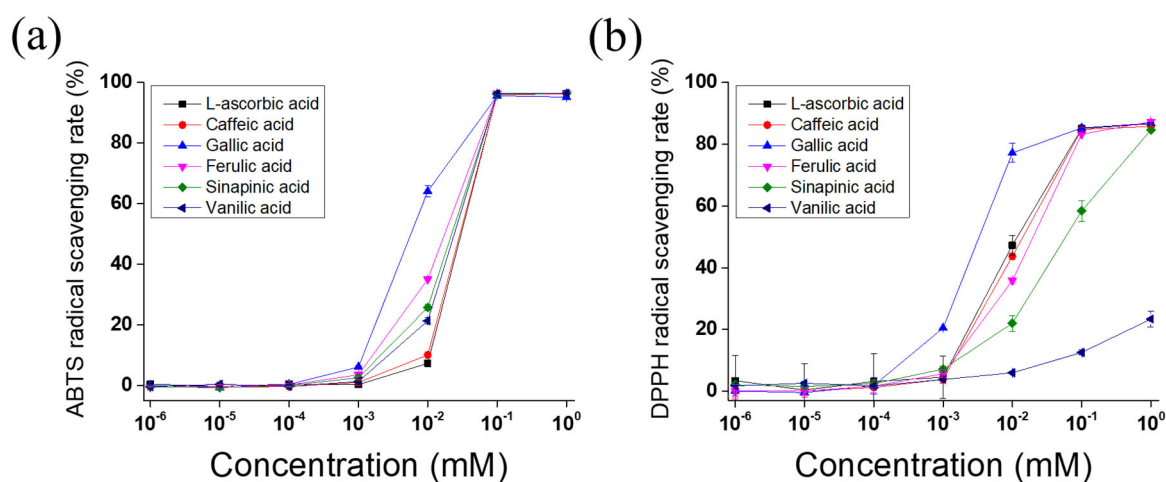 (a)
ABTS radical scavenging rate (%)
100
80
60
40
20
0
L-ascorbic acid
Caffeic acid
Gallic acid
Ferulic acid
Sinapinic acid
Vanilic acid
10⁻⁶ 10⁻⁵ 10⁻⁴ 10⁻³ 10⁻² 10⁻¹ 10⁰
Concentration (mM)
(b)
DPPH radical scavenging rate (%)
100
80
60
40
20
0
L-ascorbic acid
Caffeic acid
Gallic acid
Ferulic acid
Sinapinic acid
Vanilic acid
10⁻⁶ 10⁻⁵ 10⁻⁴ 10⁻³ 10⁻² 10⁻¹ 10⁰
Concentration (mM)